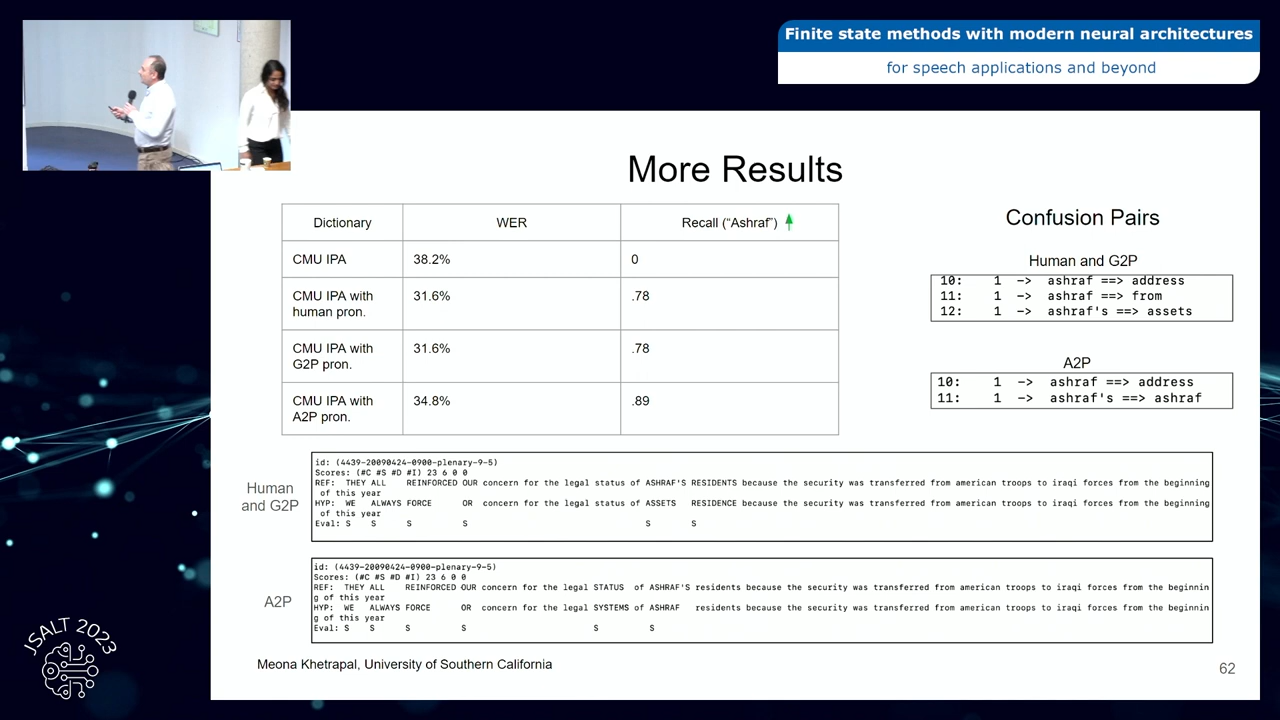 Finite state methods with modern neural architectures
for speech applications and beyond
More Results
Dictionary WER Recall ("Ashraf")
CMU IPA 38.2% 0
CMU IPA with human pron. 31.6% .78
CMU IPA with G2P pron. 31.6% .78
CMU IPA with A2P pron. 34.8% .89
Confusion Pairs
Human and G2P
10: 1 -> ashraf ==> address
11: 1 -> ashraf ==> from
12: 1 -> ashraf's ==> assets
A2P
10: 1 -> ashraf ==> address
11: 1 -> ashraf's ==> ashraf
Human and G2P
id: (4439-20090424-0900-plenary-9-5)
Scores: (#C #S #D #I) 23 6 0 0
REF: THEY ALL REINFORCED OUR concern for the legal status of ASHRAF'S RESIDENTS because the security was transferred from american troops to iraqi forces from the beginning
of this year
HYP: WE ALWAYS FORCE OR concern for the legal status of ASSETS RESIDENCE because the security was transferred from american troops to iraqi forces from the beginning
of this year
Eval: S S S S S S
A2P
id: (4439-20090424-0900-plenary-9-5)
Scores: (#C #S #D #I) 23 6 0 0
REF: THEY ALL REINFORCED OUR concern for the legal STATUS of ASHRAF'S residents because the security was transferred from american troops to iraqi forces from the beginnin
g of this year
HYP: WE ALWAYS FORCE OR concern for the legal SYSTEMS of ASHRAF residents because the security was transferred from american troops to iraqi forces from the beginnin
g of this year
Eval: S S S S S S
JSALT 2023
Meona Khetrapal, University of Southern California
62